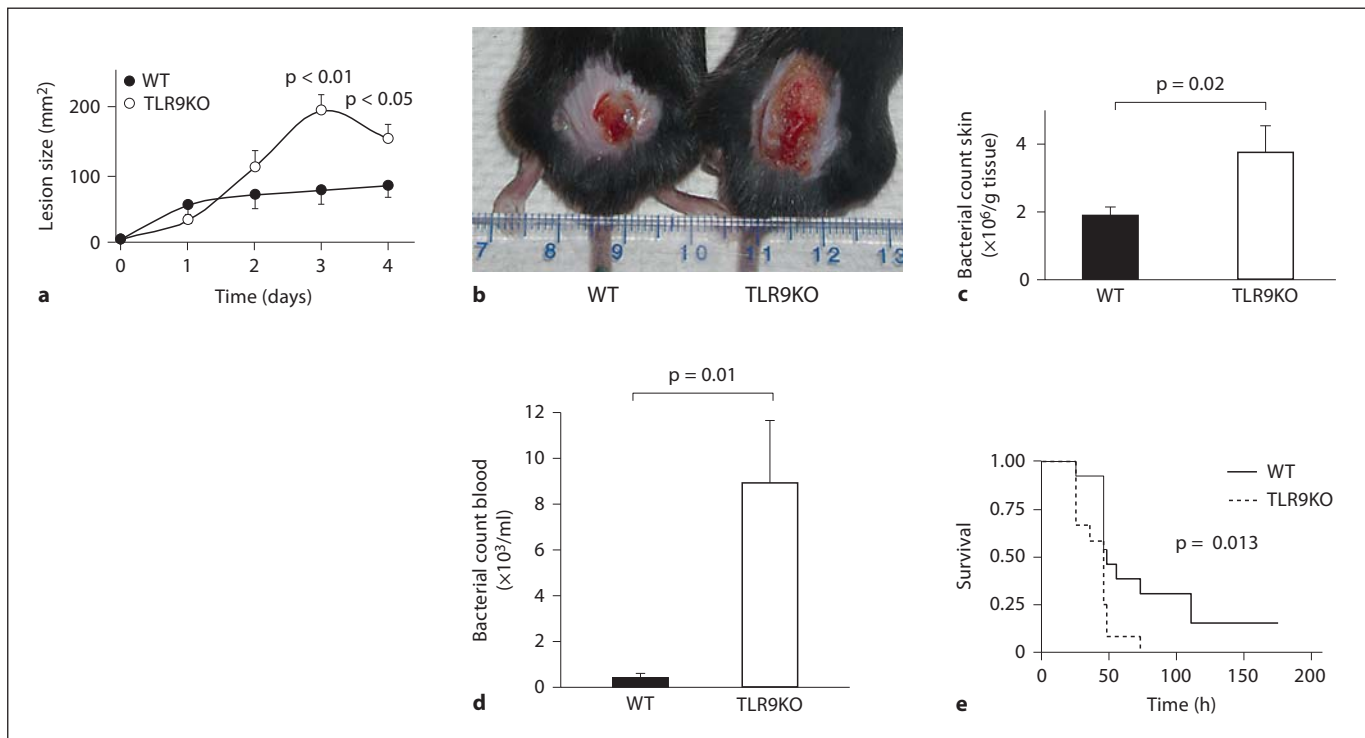 WT
TLR9KO
Lesion size (mm²)
200
100
0
p < 0.01
p < 0.05
0 1 2 3 4
Time (days)
a
7 8 9 10 11 12 13
WT TLR9KO
b
p = 0.02
Bacterial count skin
(×10⁶/g tissue)
4
2
0
WT TLR9KO
c
p = 0.01
Bacterial count blood
(×10³/ml)
12
10
8
6
4
2
0
WT TLR9KO
d
Survival
1.00
0.75
0.50
0.25
0
WT
TLR9KO
p = 0.013
0 50 100 150 200
Time (h)
e